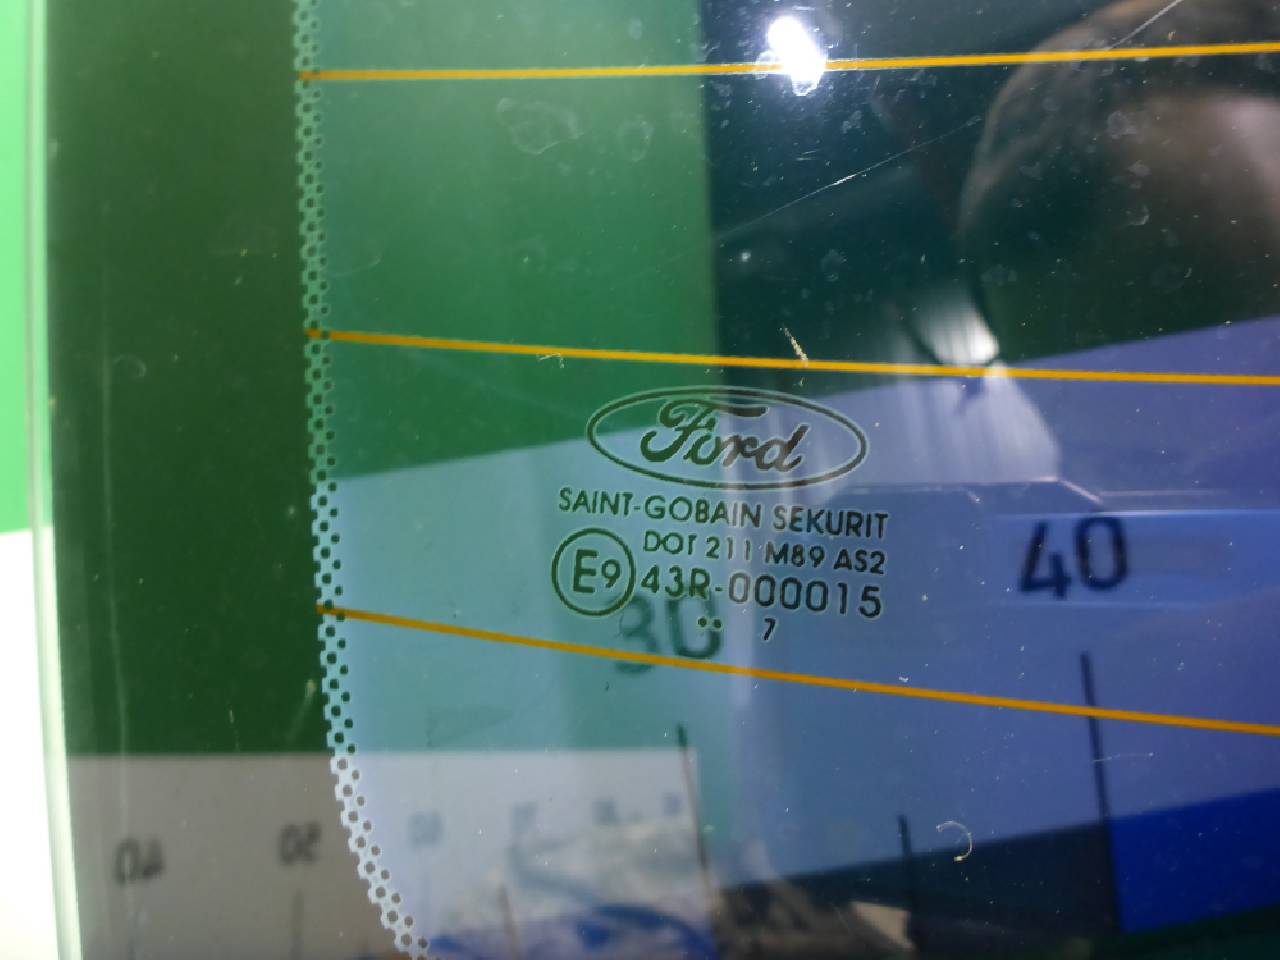 Ford
SAINT-GOBAIN SEKURIT
DOT 211 M89 AS2
E9 43R-000015
.. 7
30
40